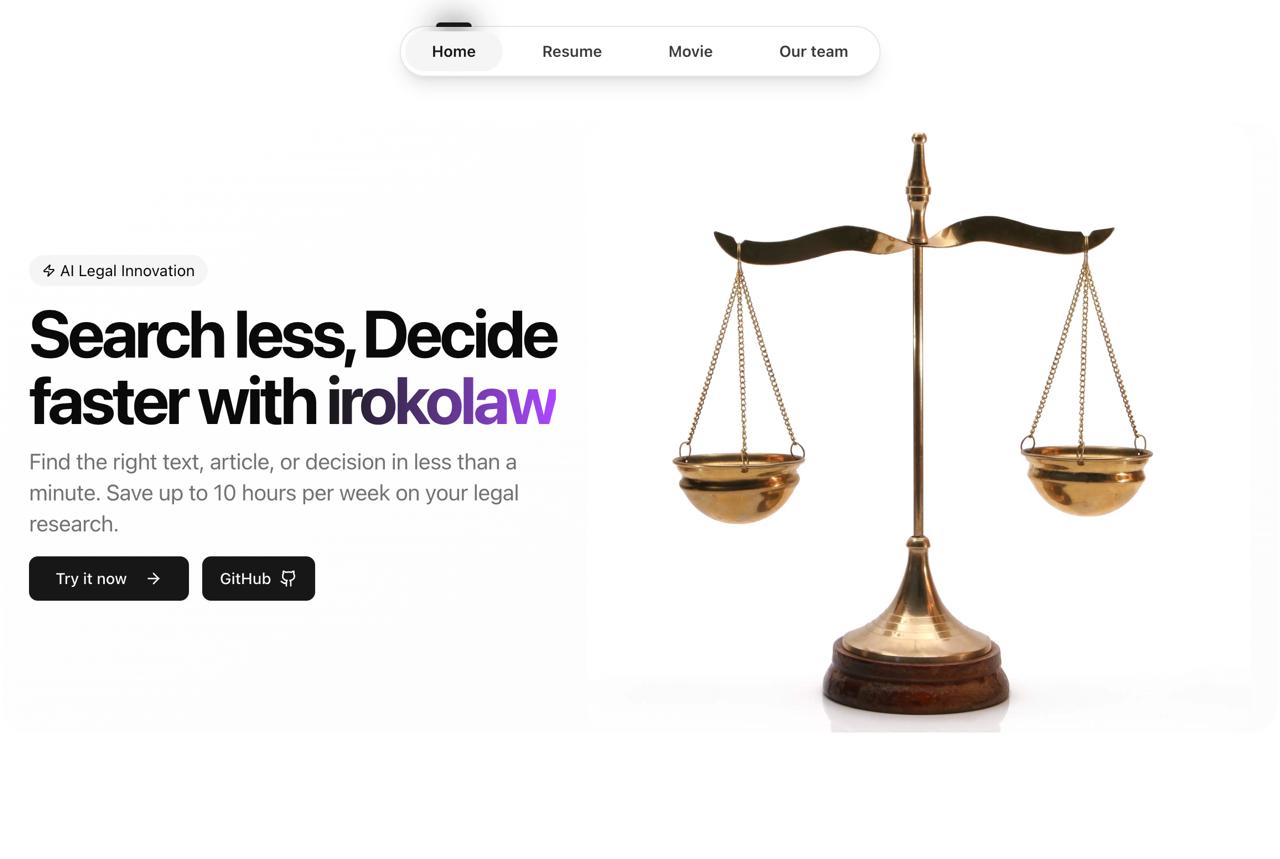 Home
Resume
Movie
Our team
AI Legal Innovation
Search less, Decide
faster with irokolaw
Find the right text, article, or decision in less than a
minute. Save up to 10 hours per week on your legal
research.
Try it now
GitHub